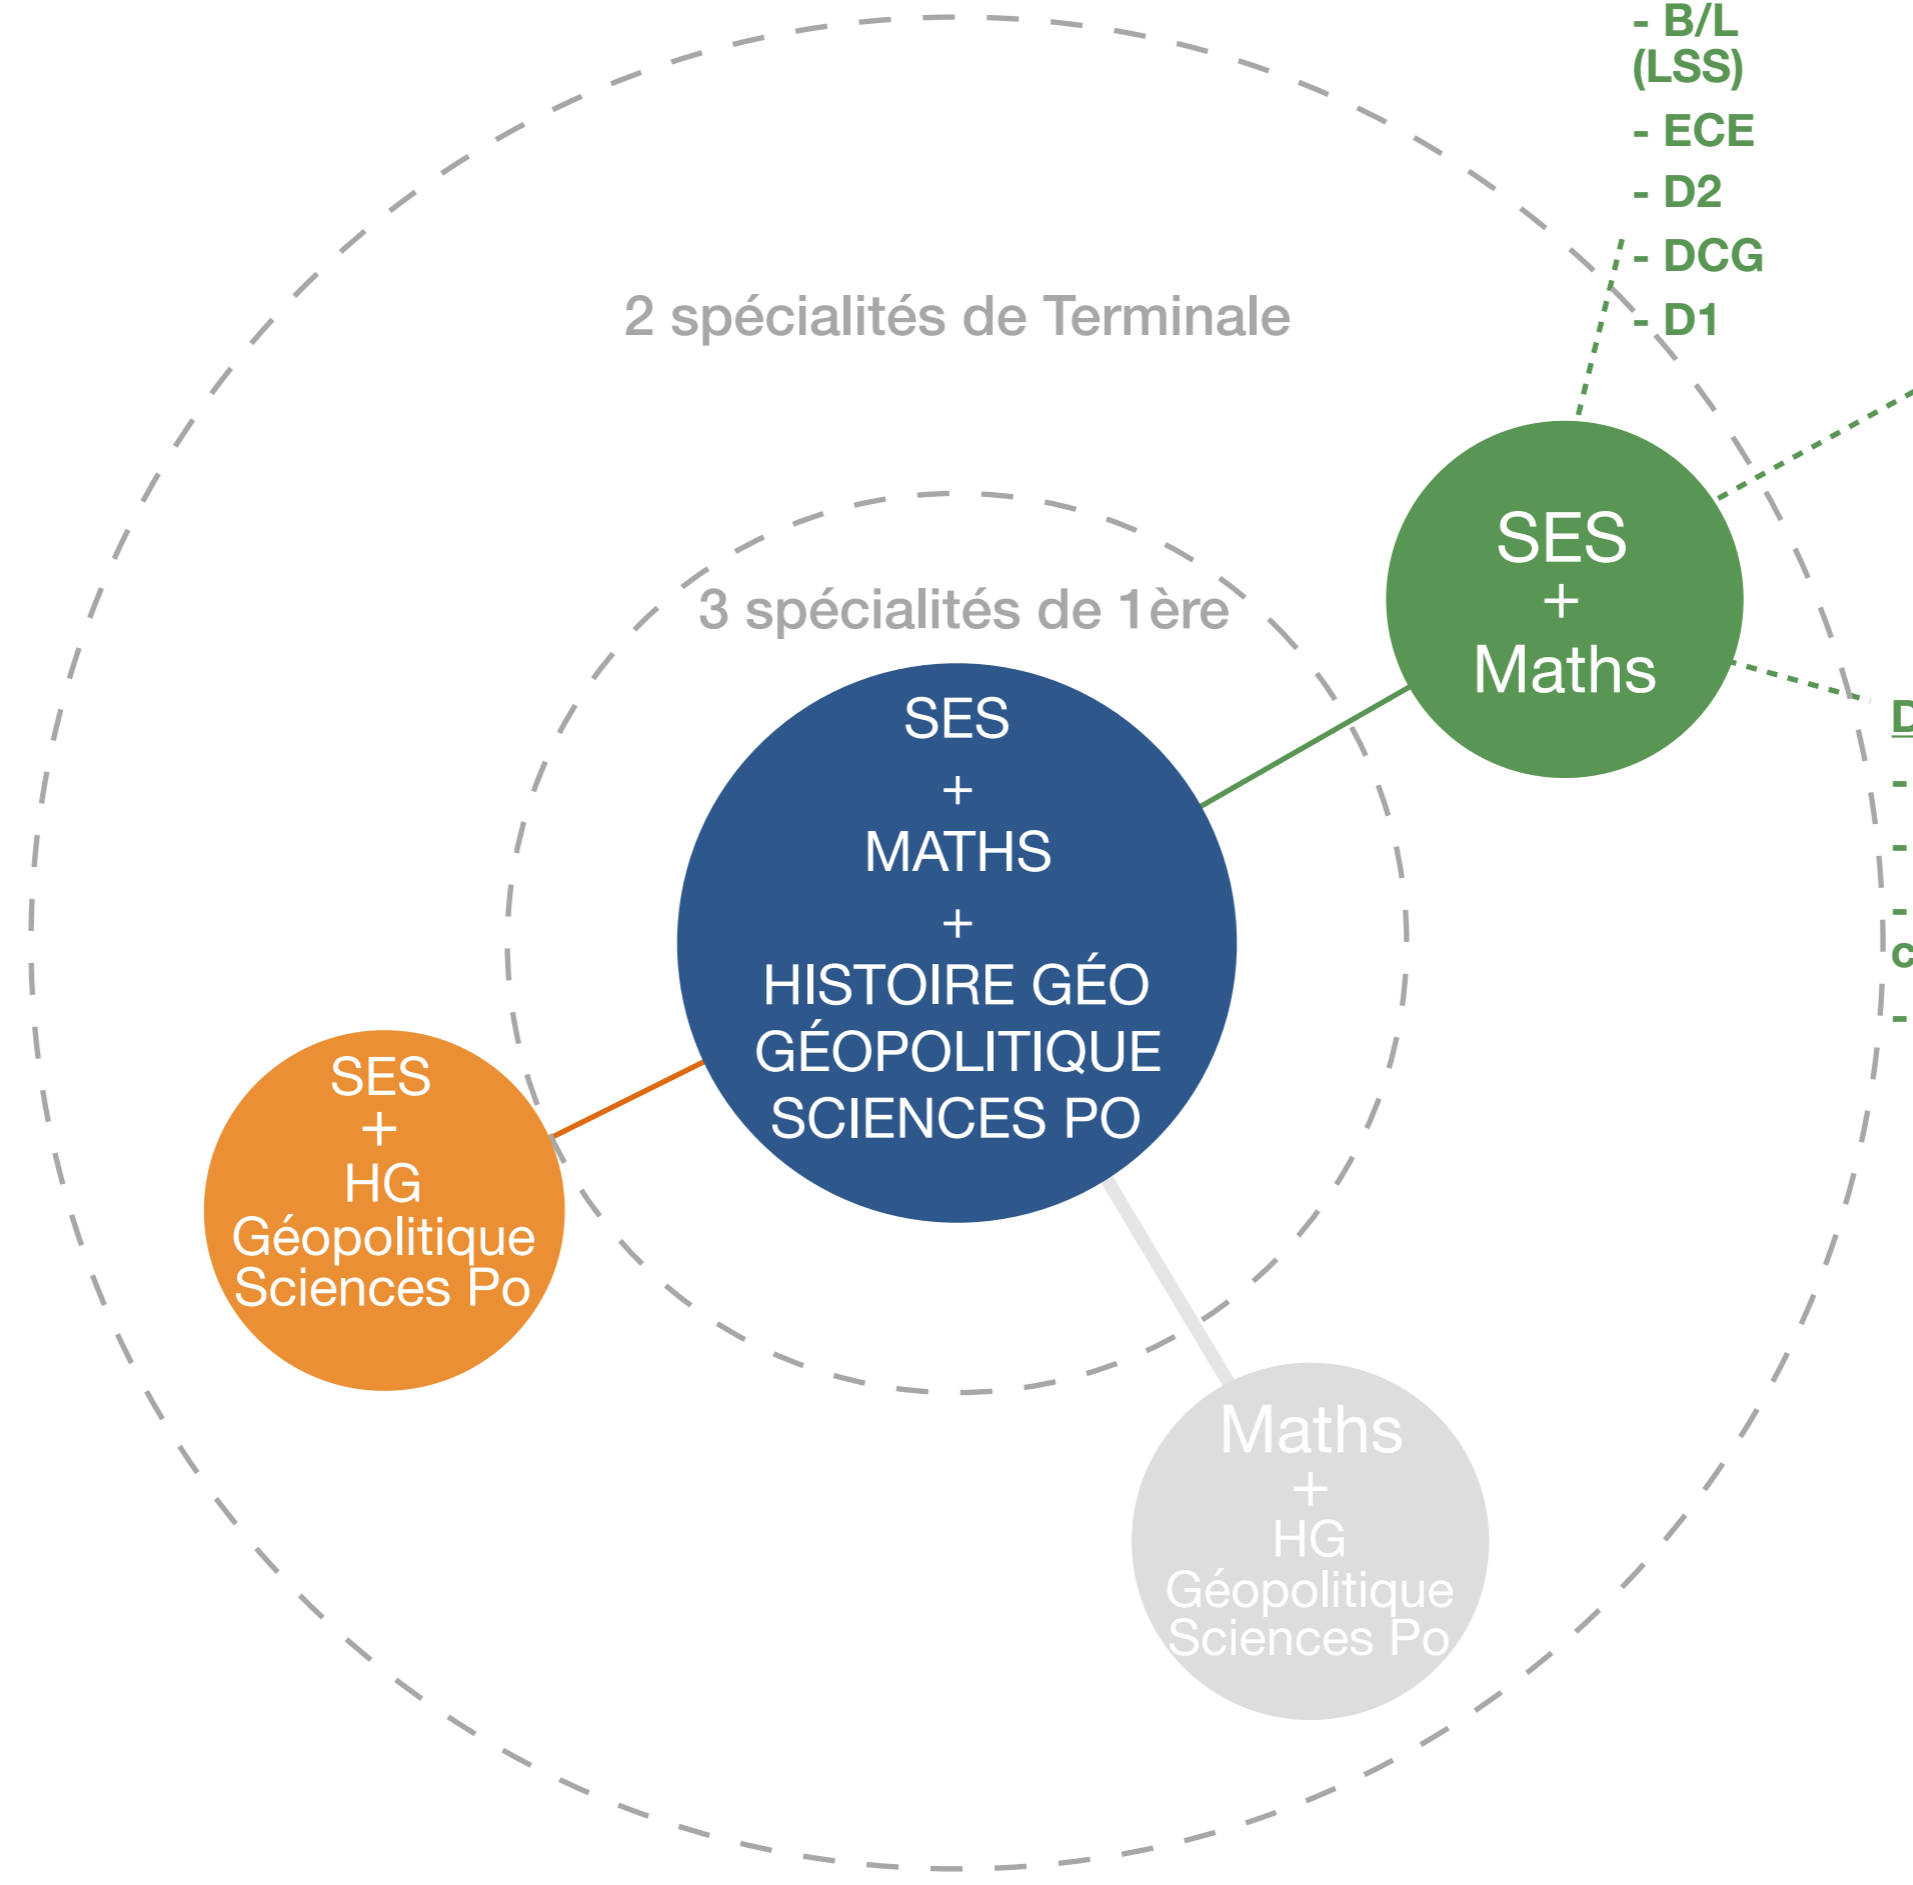 - B/L
(LSS)
- ECE
- D2
- DCG
- D1
2 spécialités de Terminale
3 spécialités de 1ère
SES
+
Maths
SES
+
MATHS
+
HISTOIRE GÉO
GÉOPOLITIQUE
SCIENCES PO
SES
+
HG
Géopolitique
Sciences Po
Maths
+
HG
Géopolitique
Sciences Po